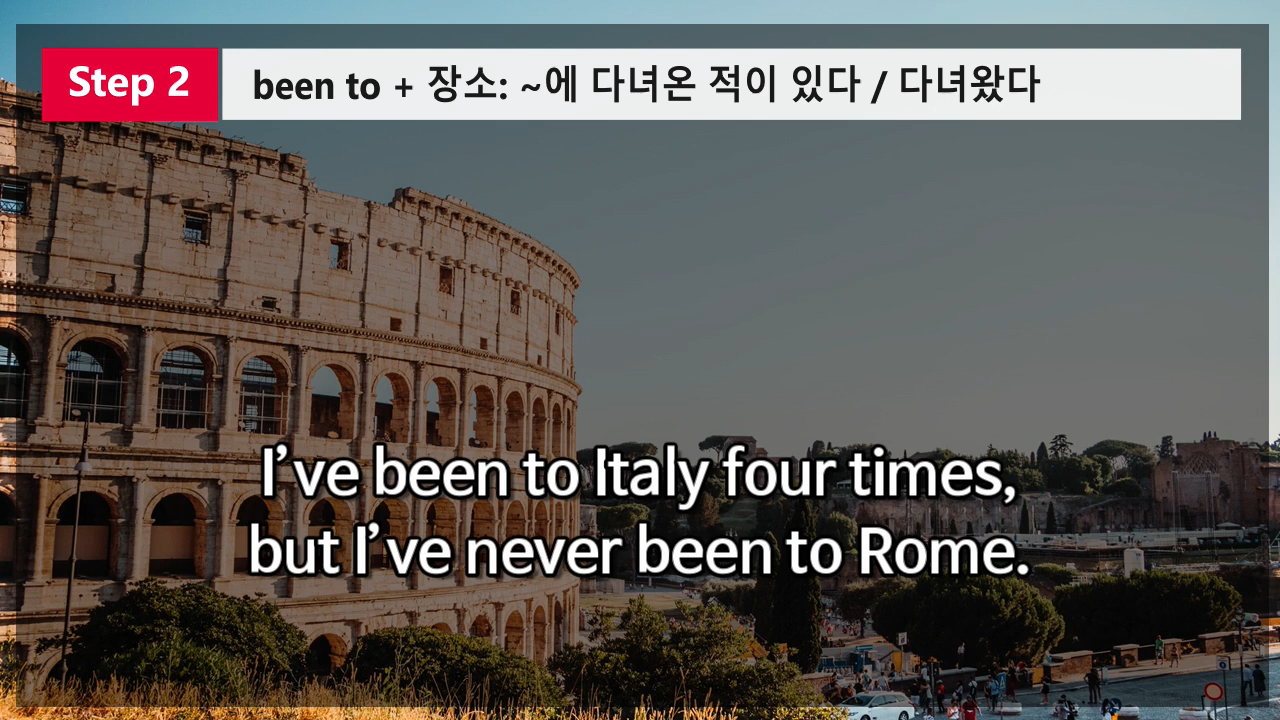 Step 2
been to + 장소: ~에 다녀온 적이 있다 / 다녀왔다
I’ve been to Italy four times,
but I’ve never been to Rome.